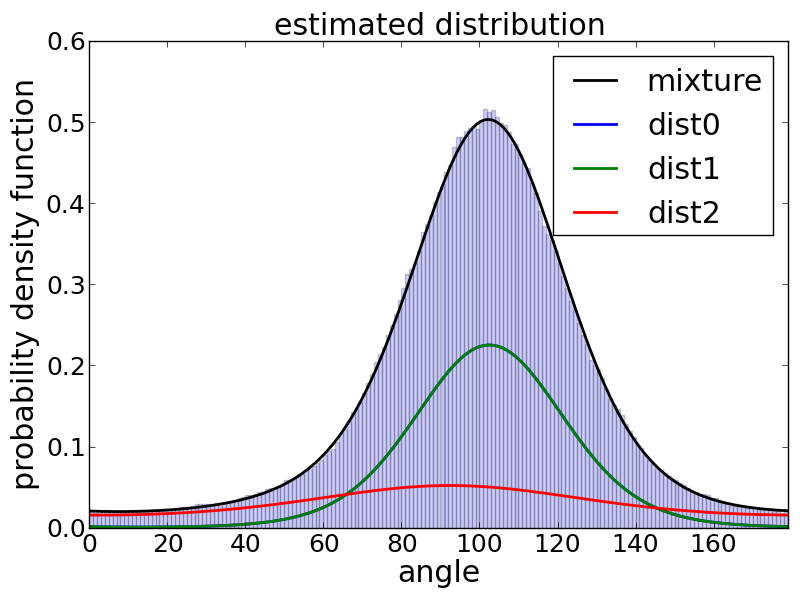 estimated distribution
0.6
0.5
0.4
0.3
0.2
0.1
0.0
probability density function
mixture
dist0
dist1
dist2
0 20 40 60 80 100 120 140 160
angle